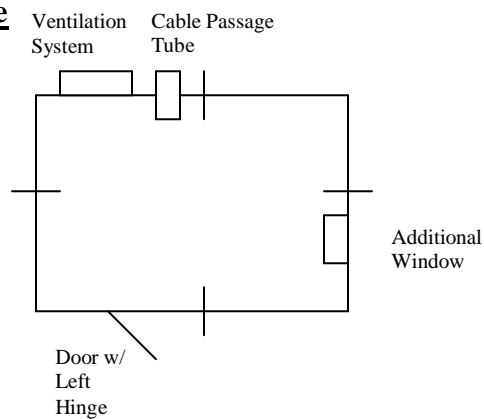 e
Ventilation
System
Cable Passage
Tube
Additional
Window
Door w/
Left
Hinge